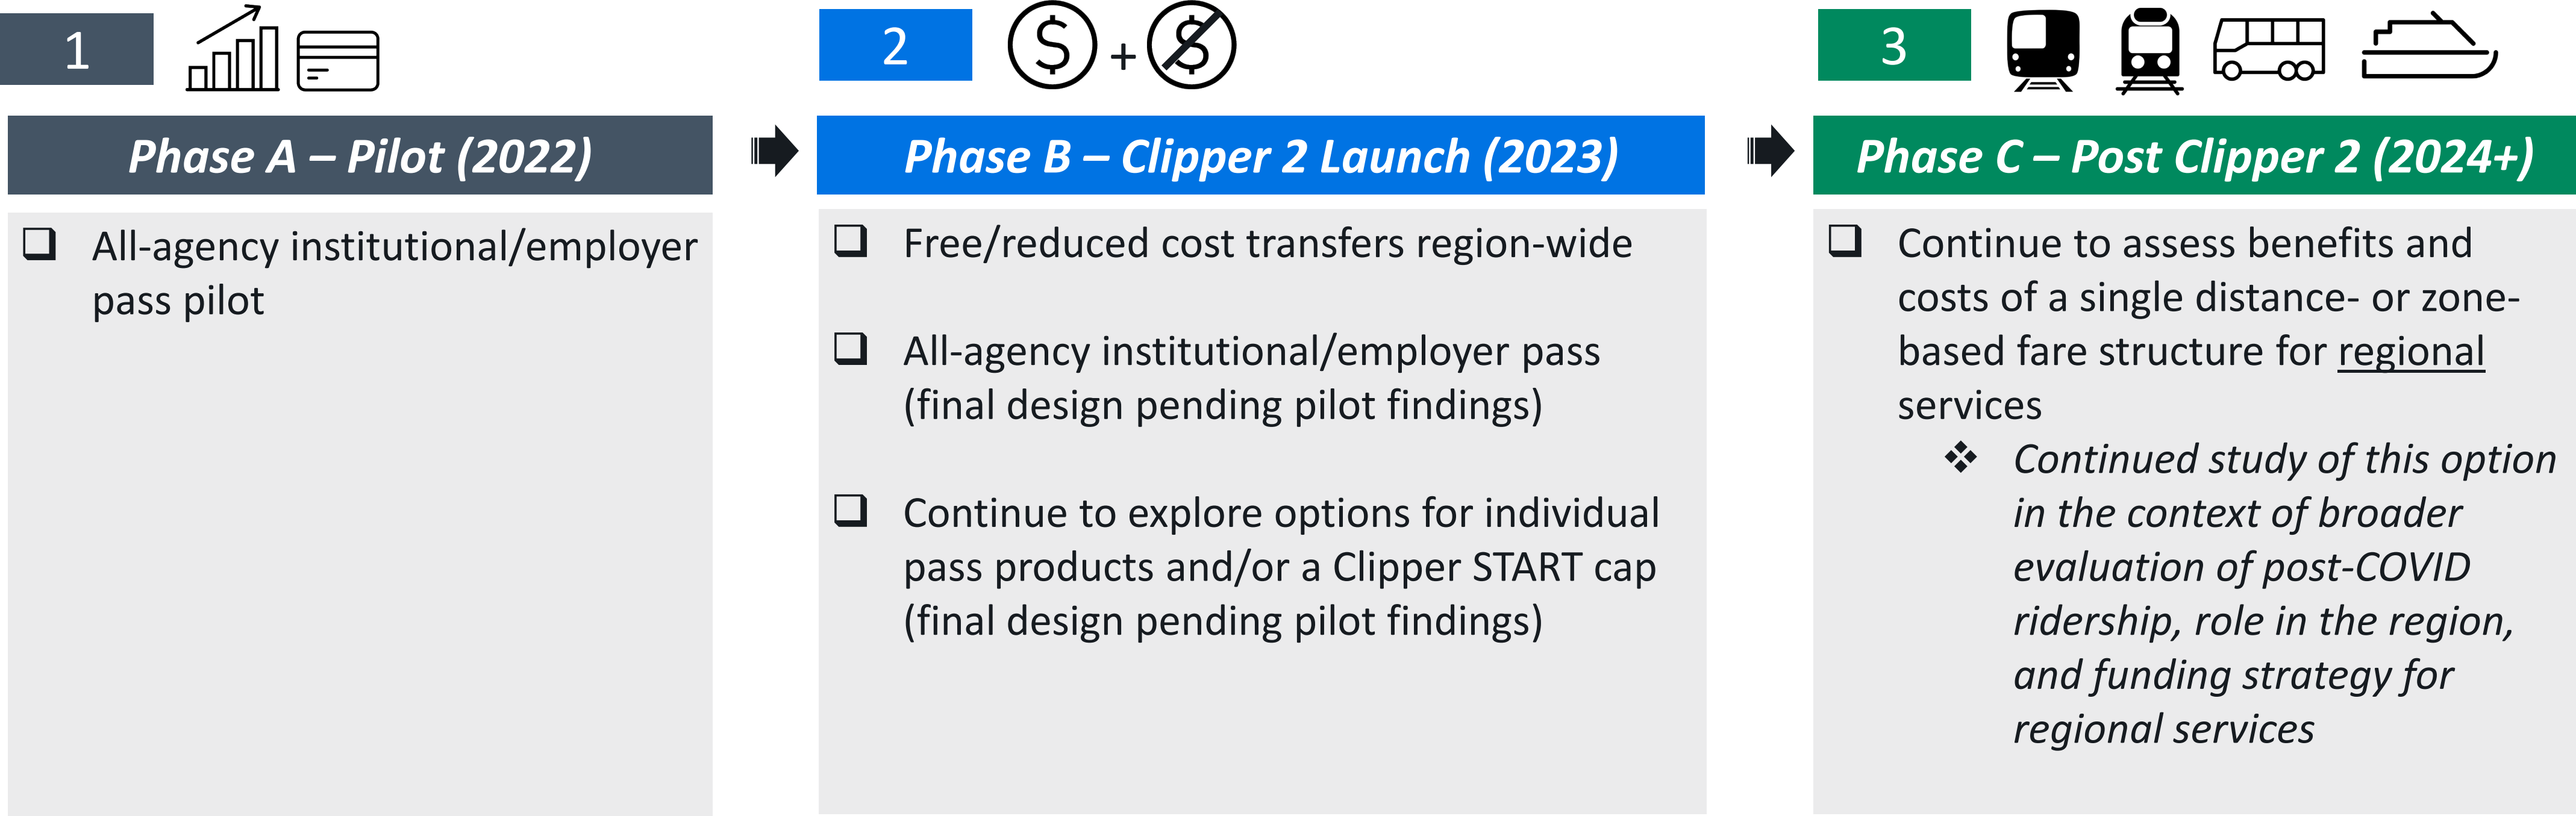 1
Phase A – Pilot (2022)
All-agency institutional/employer
pass pilot
2
$ + $
Phase B – Clipper 2 Launch (2023)
Free/reduced cost transfers region-wide
All-agency institutional/employer pass
(final design pending pilot findings)
Continue to explore options for individual
pass products and/or a Clipper START cap
(final design pending pilot findings)
3
Phase C – Post Clipper 2 (2024+)
Continue to assess benefits and
costs of a single distance- or zone-
based fare structure for regional
services
Continued study of this option
in the context of broader
evaluation of post-COVID
ridership, role in the region,
and funding strategy for
regional services